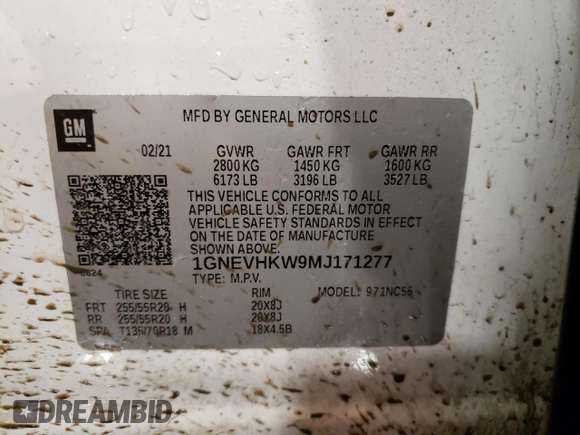 GM
MFD BY GENERAL MOTORS LLC
02/21 GVWR GAWR FRT GAWR RR
2800 KG 1450 KG 1600 KG
6173 LB 3196 LB 3527 LB
THIS VEHICLE CONFORMS TO ALL
APPLICABLE U.S. FEDERAL MOTOR
VEHICLE SAFETY STANDARDS IN EFFECT
ON THE DATE OF MANUFACTURE
SHOWN ABOVE.
0624
1GNEVHKW9MJ171277
TYPE: M.P.V.
TIRE SIZE RIM MODEL: 971NC56
FRT 255/55R20 H 20X8J
RR 255/55R20 H 20X8J
SPA T135/70R18 M 18X4.5B
DREAMBID